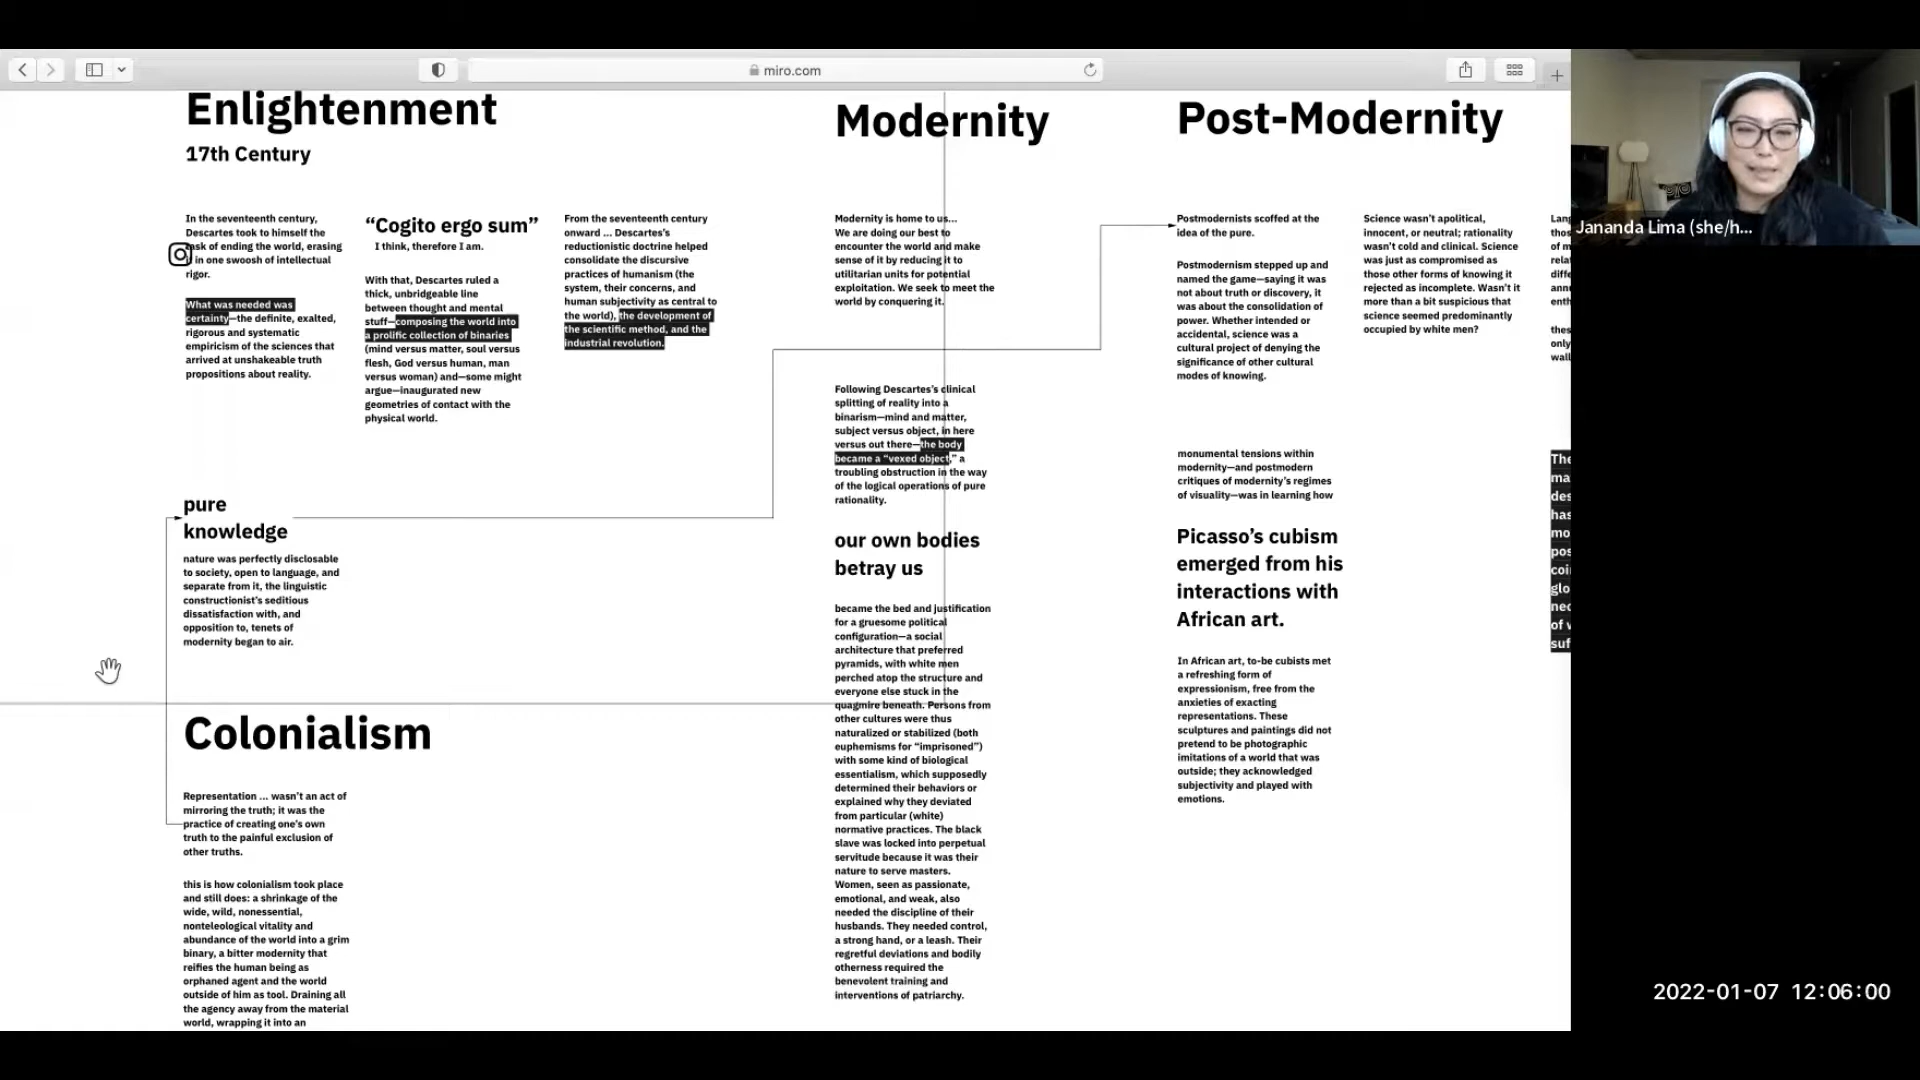 miro.com
Enlightenment
17th Century
In the seventeenth century,
Descartes took to himself the
task of ending the world, erasing
it in one swoosh of intellectual
rigor.
What was needed was
certainty—the definite, exalted,
rigorous and systematic
empiricism of the sciences that
arrived at unshakeable truth
propositions about reality.
“Cogito ergo sum”
I think, therefore I am.
With that, Descartes ruled a
thick, unbridgeable line
between thought and mental
stuff—composing the world into
a prolific collection of binaries
(mind versus matter, soul versus
flesh, God versus human, man
versus woman) and—some might
argue—inaugurated new
geometries of contact with the
physical world.
From the seventeenth century
onward ... Descartes’s
reductionistic doctrine helped
consolidate the discursive
practices of humanism (the
system, their concerns, and
human subjectivity as central to
the world), the development of
the scientific method, and the
industrial revolution.
pure
knowledge
nature was perfectly disclosable
to society, open to language, and
separate from it, the linguistic
constructionist’s seditious
dissatisfaction with, and
opposition to, tenets of
modernity began to air.
Colonialism
Representation ... wasn’t an act of
mirroring the truth; it was the
practice of creating one’s own
truth to the painful exclusion of
other truths.
this is how colonialism took place
and still does: a shrinkage of the
wide, wild, nonessential,
nonteleological vitality and
abundance of the world into a grim
binary, a bitter modernity that
reifies the human being as
orphaned agent and the world
outside of him as tool. Draining all
the agency away from the material
world, wrapping it into an
Modernity
Modernity is home to us...
We are doing our best to
encounter the world and make
sense of it by reducing it to
utilitarian units for potential
exploitation. We seek to meet the
world by conquering it.
Following Descartes’s clinical
splitting of reality into a
binarism—mind and matter,
subject versus object, in here
versus out there—the body
became a “vexed object,” a
troubling obstruction in the way
of the logical operations of pure
rationality.
our own bodies
betray us
became the bed and justification
for a gruesome political
configuration—a social
architecture that preferred
pyramids, with white men
perched atop the structure and
everyone else stuck in the
quagmire beneath. Persons from
other cultures were thus
naturalized or stabilized (both
euphemisms for “imprisoned”)
with some kind of biological
essentialism, which supposedly
determined their behaviors or
explained why they deviated
from particular (white)
normative practices. The black
slave was locked into perpetual
servitude because it was their
nature to serve masters.
Women, seen as passionate,
emotional, and weak, also
needed the discipline of their
husbands. They needed control,
a strong hand, or a leash. Their
regretful deviations and bodily
otherness required the
benevolent training and
interventions of patriarchy.
Post-Modernity
Postmodernists scoffed at the
idea of the pure.
Postmodernism stepped up and
named the game—saying it was
not about truth or discovery, it
was about the consolidation of
power. Whether intended or
accidental, science was a
cultural project of denying the
significance of other cultural
modes of knowing.
monumental tensions within
modernity—and postmodern
critiques of modernity’s regimes
of visuality—was in learning how
Picasso’s cubism
emerged from his
interactions with
African art.
In African art, to-be cubists met
a refreshing form of
expressionism, free from the
anxieties of exacting
representations. These
sculptures and paintings did not
pretend to be photographic
imitations of a world that was
outside; they acknowledged
subjectivity and played with
emotions.
Science wasn’t apolitical,
innocent, or neutral; rationality
wasn’t cold and clinical. Science
was just as compromised as
those other forms of knowing it
rejected as incomplete. Wasn’t it
more than a bit suspicious that
science seemed predominantly
occupied by white men?
Jananda Lima (she/h...
2022-01-07 12:06:00